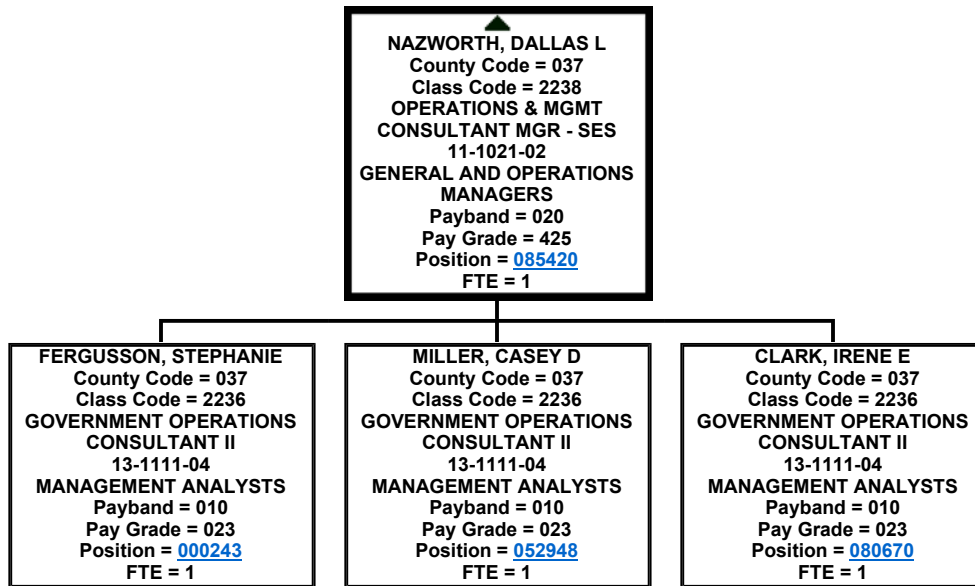 NAZWORTH, DALLAS L
County Code = 037
Class Code = 2238
OPERATIONS & MGMT
CONSULTANT MGR - SES
11-1021-02
GENERAL AND OPERATIONS
MANAGERS
Payband = 020
Pay Grade = 425
Position = 085420
FTE = 1
FERGUSSON, STEPHANIE
County Code = 037
Class Code = 2236
GOVERNMENT OPERATIONS
CONSULTANT II
13-1111-04
MANAGEMENT ANALYSTS
Payband = 010
Pay Grade = 023
Position = 000243
FTE = 1
MILLER, CASEY D
County Code = 037
Class Code = 2236
GOVERNMENT OPERATIONS
CONSULTANT II
13-1111-04
MANAGEMENT ANALYSTS
Payband = 010
Pay Grade = 023
Position = 052948
FTE = 1
CLARK, IRENE E
County Code = 037
Class Code = 2236
GOVERNMENT OPERATIONS
CONSULTANT II
13-1111-04
MANAGEMENT ANALYSTS
Payband = 010
Pay Grade = 023
Position = 080670
FTE = 1